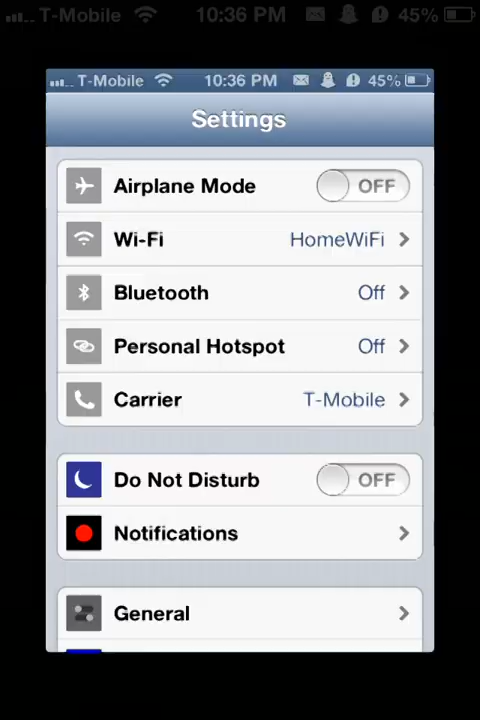 T-Mobile 10:36 PM 45%
T-Mobile 10:36 PM 45%
Settings
Airplane Mode OFF
Wi-Fi HomeWiFi
Bluetooth Off
Personal Hotspot Off
Carrier T-Mobile
Do Not Disturb OFF
Notifications
General